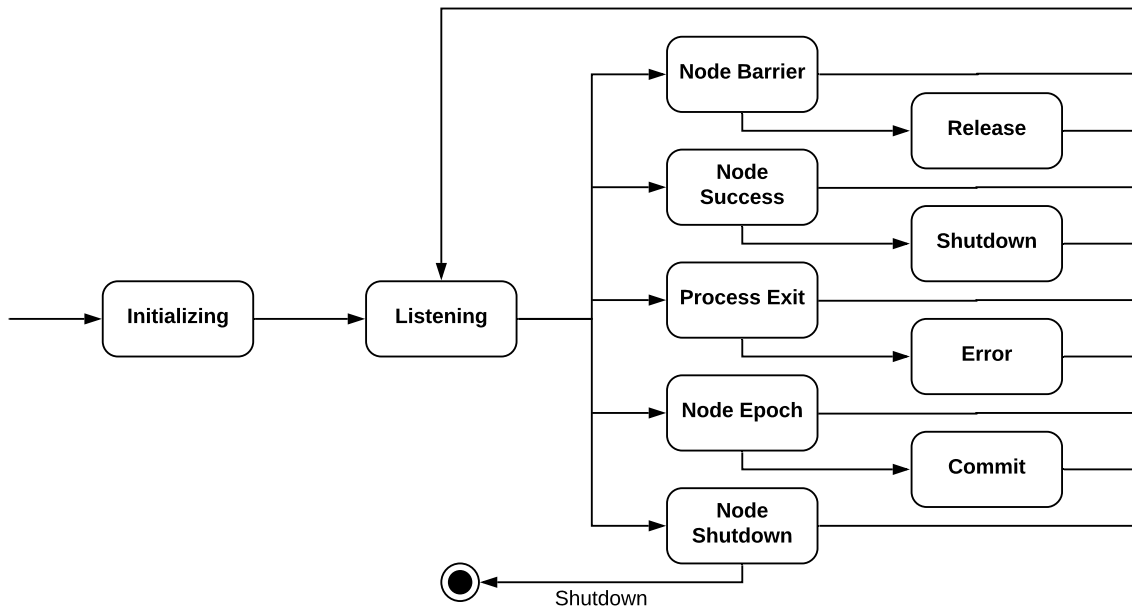 Node Barrier
Release
Node
Success
Shutdown
Initializing
Listening
Process Exit
Error
Node Epoch
Commit
Node
Shutdown
Shutdown